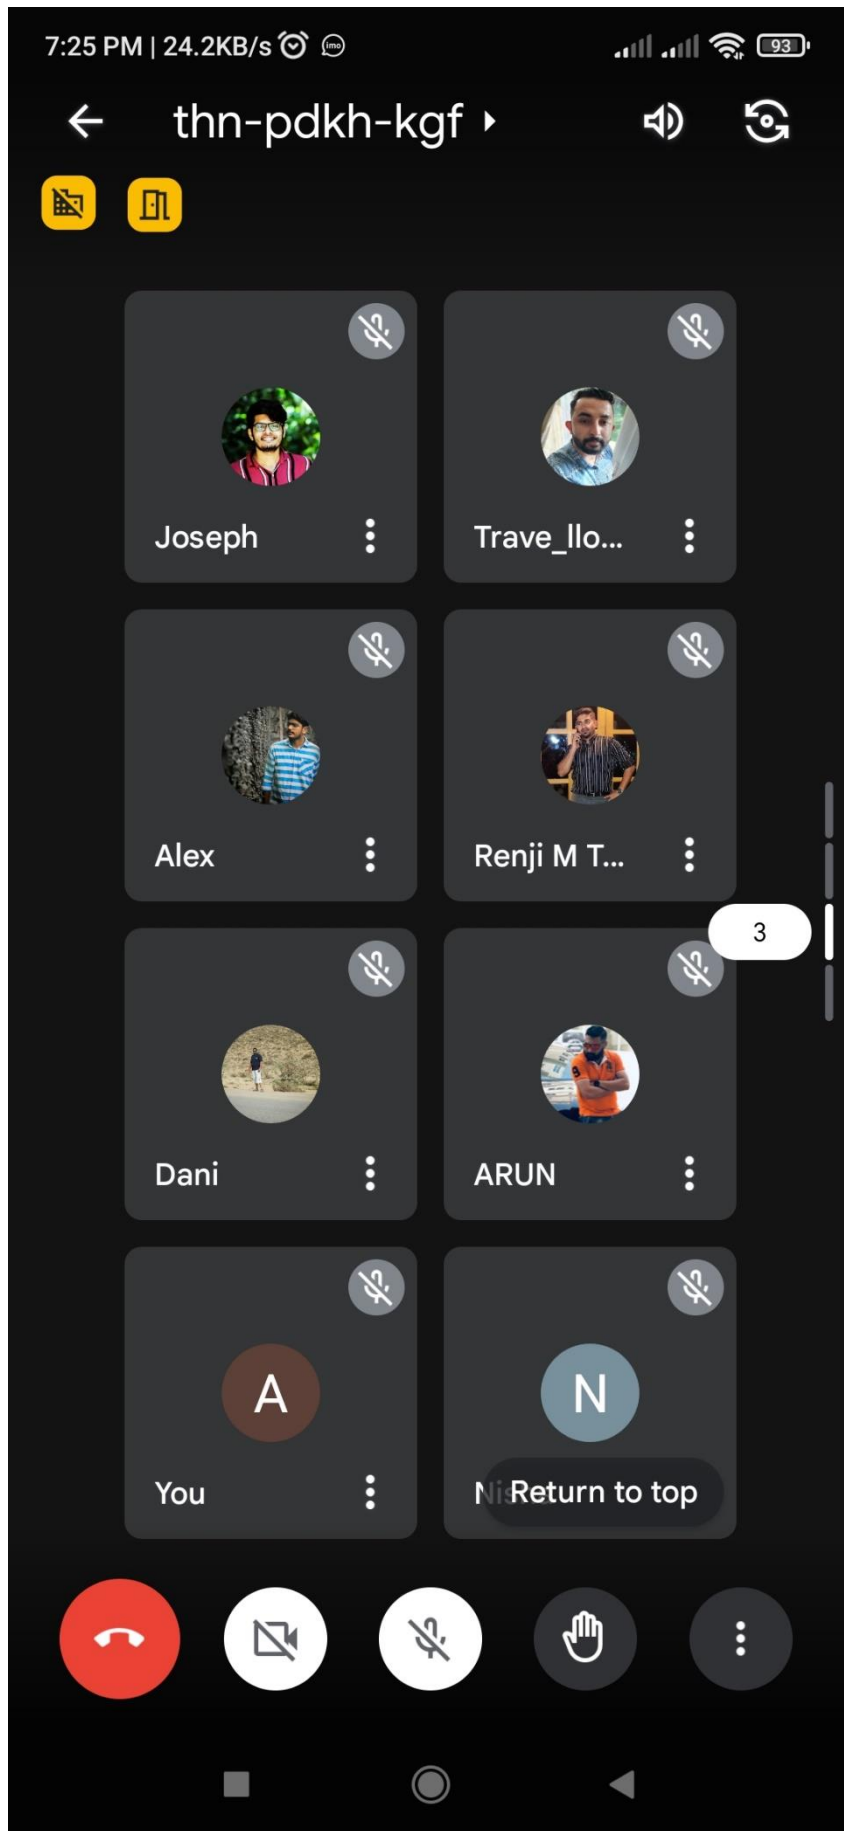 7:25 PM | 24.2KB/s imo 93
thn-pdkh-kgf
Joseph
Trave_llo...
Alex
Renji M T...
3
Dani
ARUN
A
N
You
Return to top